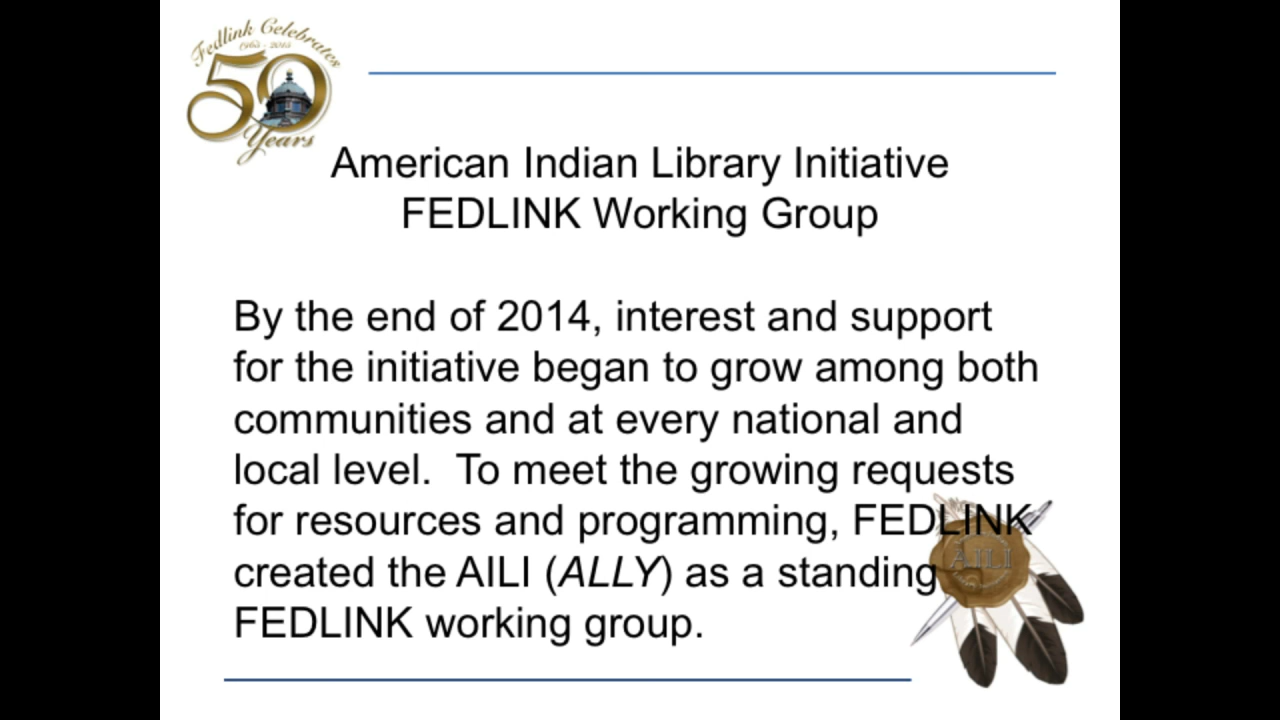 Fedlink Celebrates
1965 - 2015
50
Years
American Indian Library Initiative
FEDLINK Working Group
By the end of 2014, interest and support
for the initiative began to grow among both
communities and at every national and
local level.  To meet the growing requests
for resources and programming, FEDLINK
created the AILI (ALLY) as a standing
FEDLINK working group.
AILI